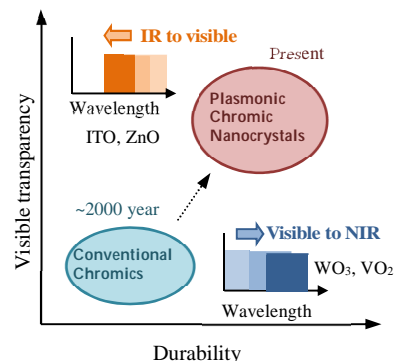 IR to visible
Present
Wavelength
ITO, ZnO
Plasmonic
Chromic
Nanocrystals
Visible transparency
~2000 year
Conventional
Chromics
Visible to NIR
WO₃, VO₂
Wavelength
Durability